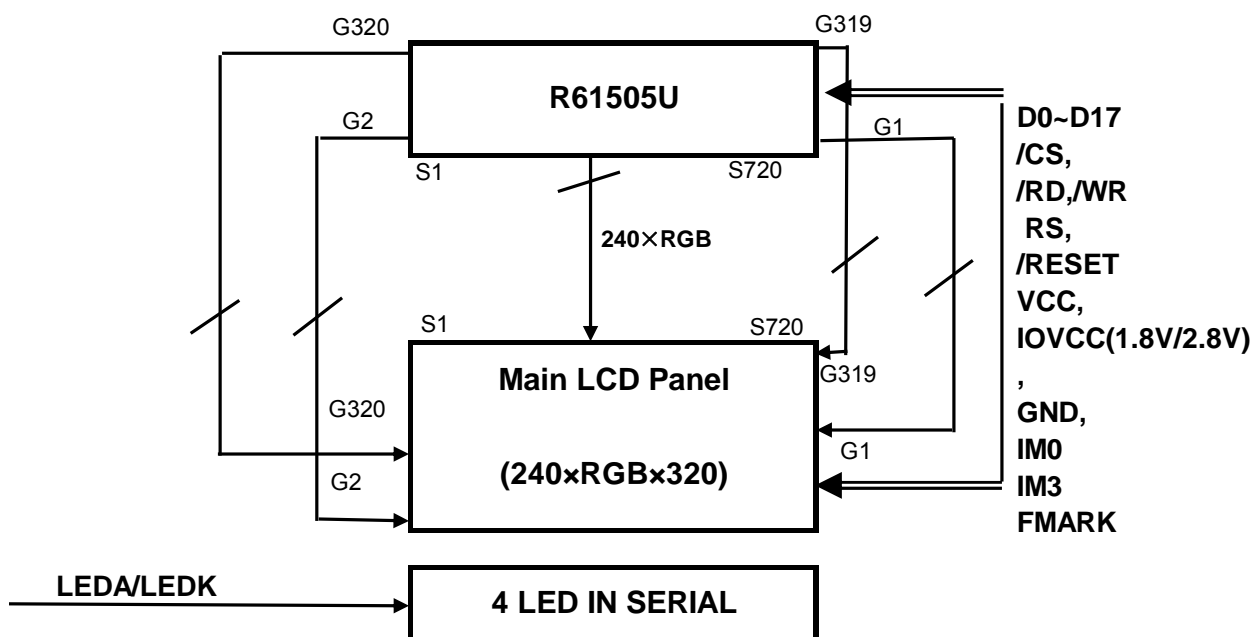 G320
G319
R61505U
G2
G1
S1
S720
240×RGB
S1
S720
Main LCD Panel
G319
G320
G1
G2
(240×RGB×320)
D0~D17
/CS,
/RD,/WR
RS,
/RESET
VCC,
IOVCC(1.8V/2.8V)
,
GND,
IM0
IM3
FMARK
LEDA/LEDK
4 LED IN SERIAL